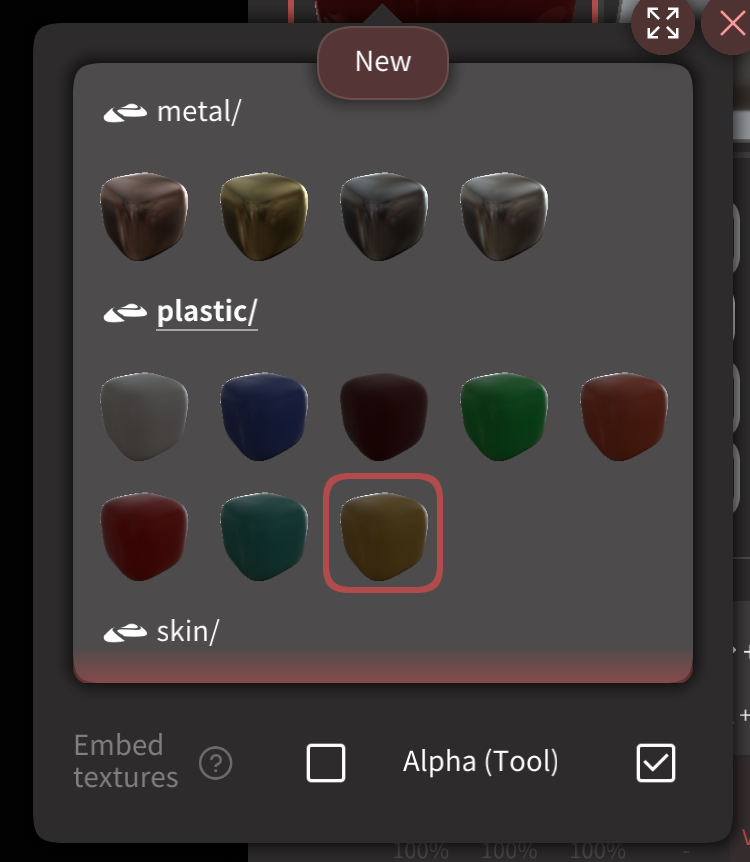 New
metal/
plastic/
skin/
Embed
textures
?
Alpha (Tool)
100% 100% 100% -